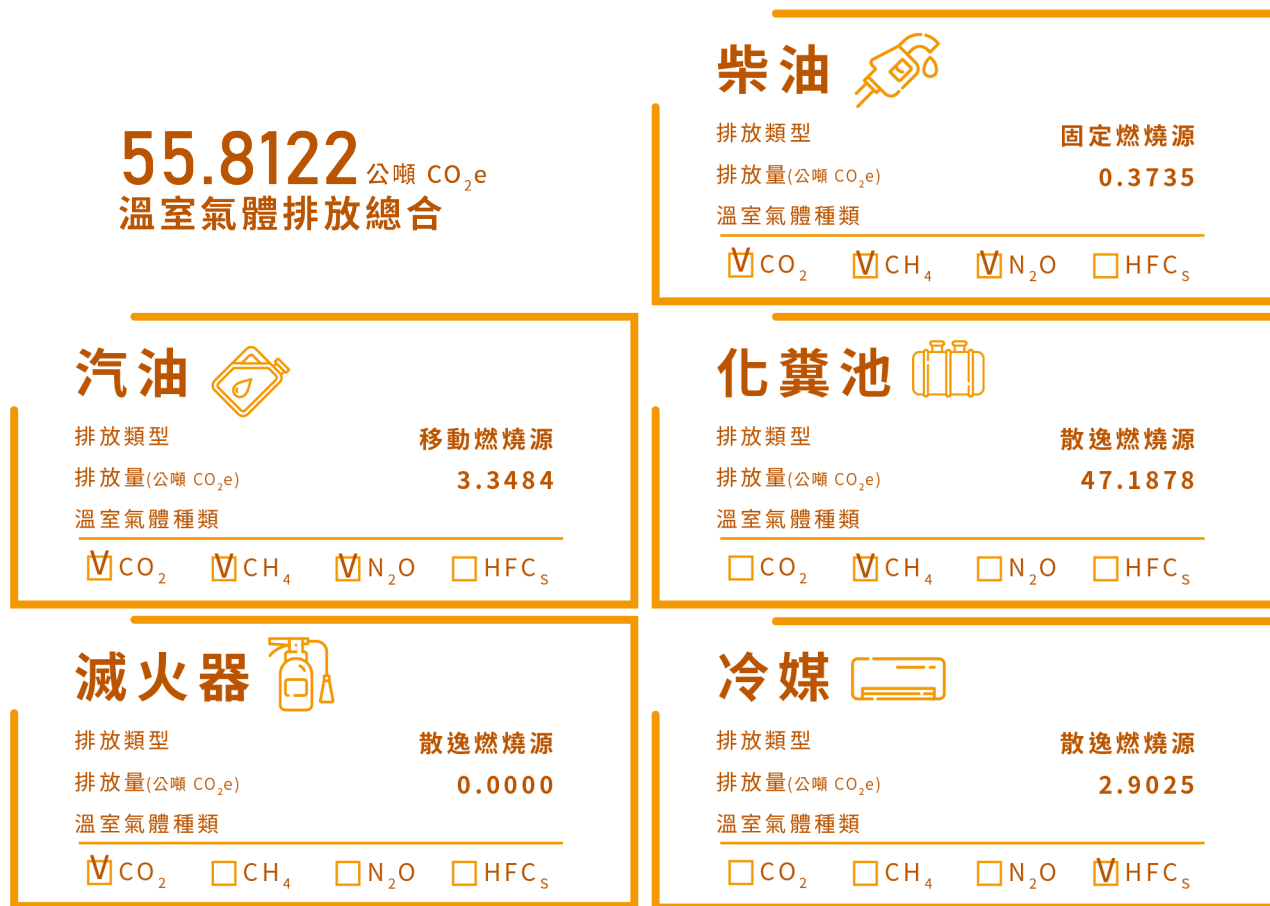 55.8122 公噸 CO₂e
溫室氣體排放總合
柴油
排放類型 固定燃燒源
排放量(公噸 CO₂e) 0.3735
溫室氣體種類
V CO₂ V CH₄ V N₂O HFCs
汽油
排放類型 移動燃燒源
排放量(公噸 CO₂e) 3.3484
溫室氣體種類
V CO₂ V CH₄ V N₂O HFCs
化糞池
排放類型 散逸燃燒源
排放量(公噸 CO₂e) 47.1878
溫室氣體種類
CO₂ V CH₄ N₂O HFCs
滅火器
排放類型 散逸燃燒源
排放量(公噸 CO₂e) 0.0000
溫室氣體種類
V CO₂ CH₄ N₂O HFCs
冷媒
排放類型 散逸燃燒源
排放量(公噸 CO₂e) 2.9025
溫室氣體種類
CO₂ CH₄ N₂O V HFCs